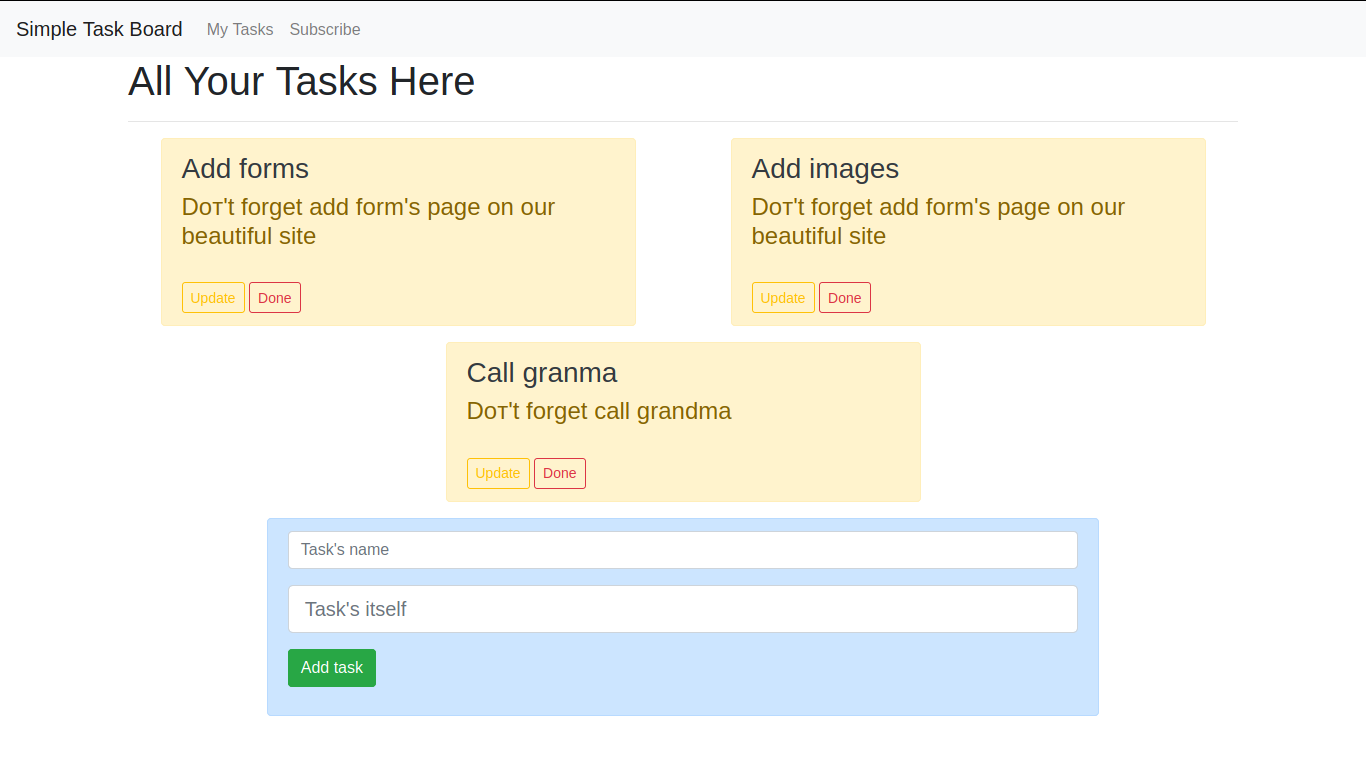 Simple Task Board My Tasks Subscribe
All Your Tasks Here
Add forms
Doт't forget add form's page on our
beautiful site
Update Done
Add images
Doт't forget add form's page on our
beautiful site
Update Done
Call granma
Doт't forget call grandma
Update Done
Task's name
Task's itself
Add task